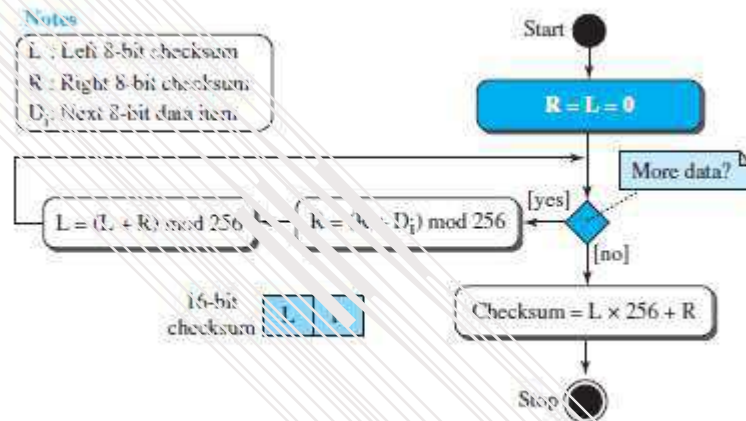 Notes
L : Left 8-bit checksum
R : Right 8-bit checksum
Di: Next 8-bit data item
Start
R = L = 0
More data?
[yes]
L = (L + R) mod 256
Di) mod 256
[no]
16-bit
checksum
L
Checksum = L × 256 + R
Stop